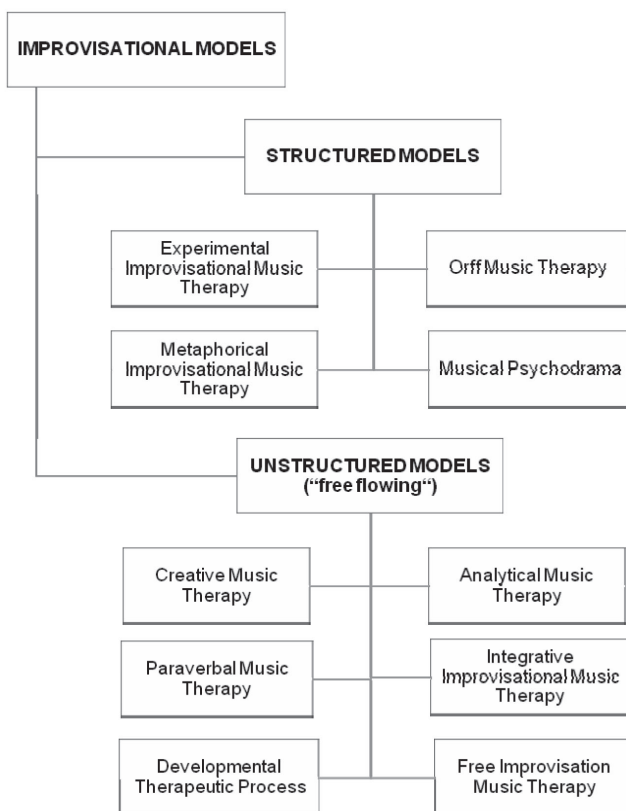 IMPROVISATIONAL MODELS
STRUCTURED MODELS
Experimental
Improvisational Music
Therapy
Orff Music Therapy
Metaphorical
Improvisational Music
Therapy
Musical Psychodrama
UNSTRUCTURED MODELS
("free flowing“)
Creative Music
Therapy
Analytical Music
Therapy
Paraverbal Music
Therapy
Integrative
Improvisational Music
Therapy
Developmental
Therapeutic Process
Free Improvisation
Music Therapy